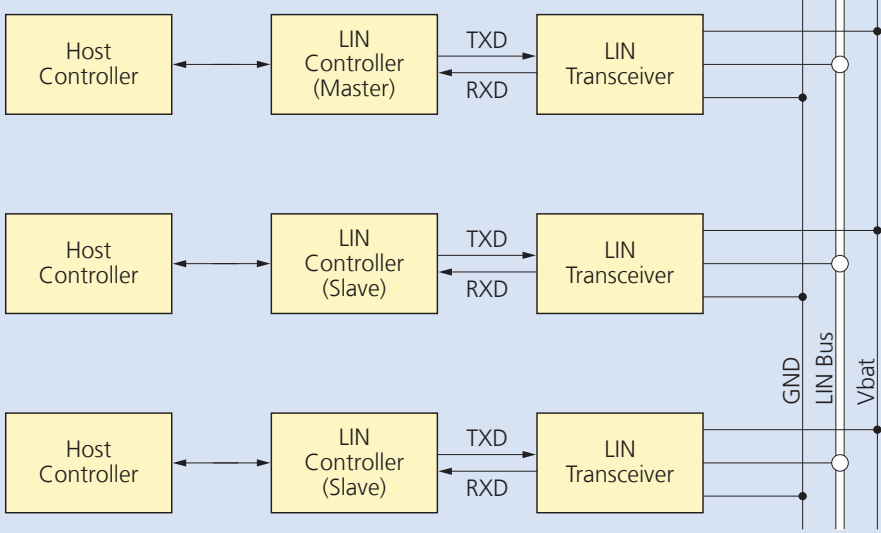 Host
Controller
LIN
Controller
(Master)
TXD
RXD
LIN
Transceiver
Host
Controller
LIN
Controller
(Slave)
TXD
RXD
LIN
Transceiver
GND
LIN Bus
Vbat
Host
Controller
LIN
Controller
(Slave)
TXD
RXD
LIN
Transceiver